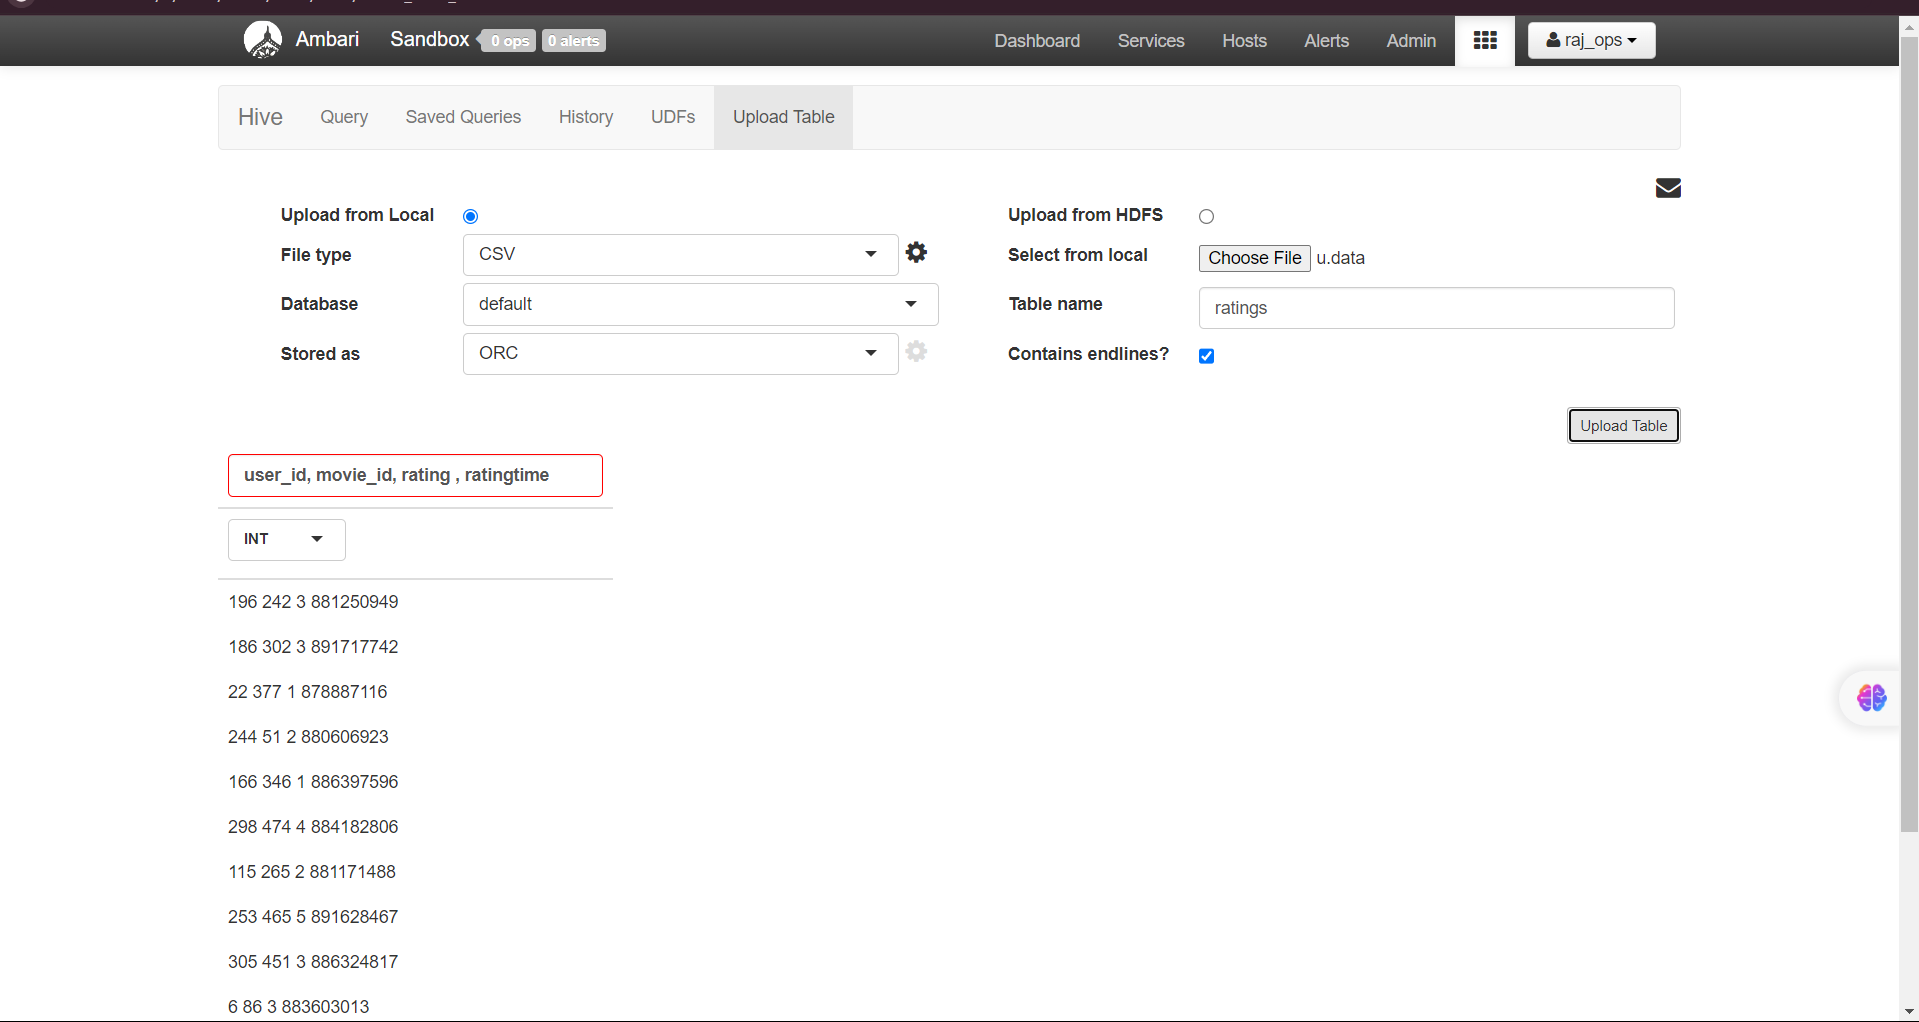 Ambari Sandbox 0 ops 0 alerts Dashboard Services Hosts Alerts Admin raj_ops
Hive Query Saved Queries History UDFs Upload Table
Upload from Local Upload from HDFS
File type CSV Select from local Choose File u.data
Database default Table name ratings
Stored as ORC Contains endlines?
Upload Table
user_id, movie_id, rating , ratingtime
INT
196 242 3 881250949
186 302 3 891717742
22 377 1 878887116
244 51 2 880606923
166 346 1 886397596
298 474 4 884182806
115 265 2 881171488
253 465 5 891628467
305 451 3 886324817
6 86 3 883603013